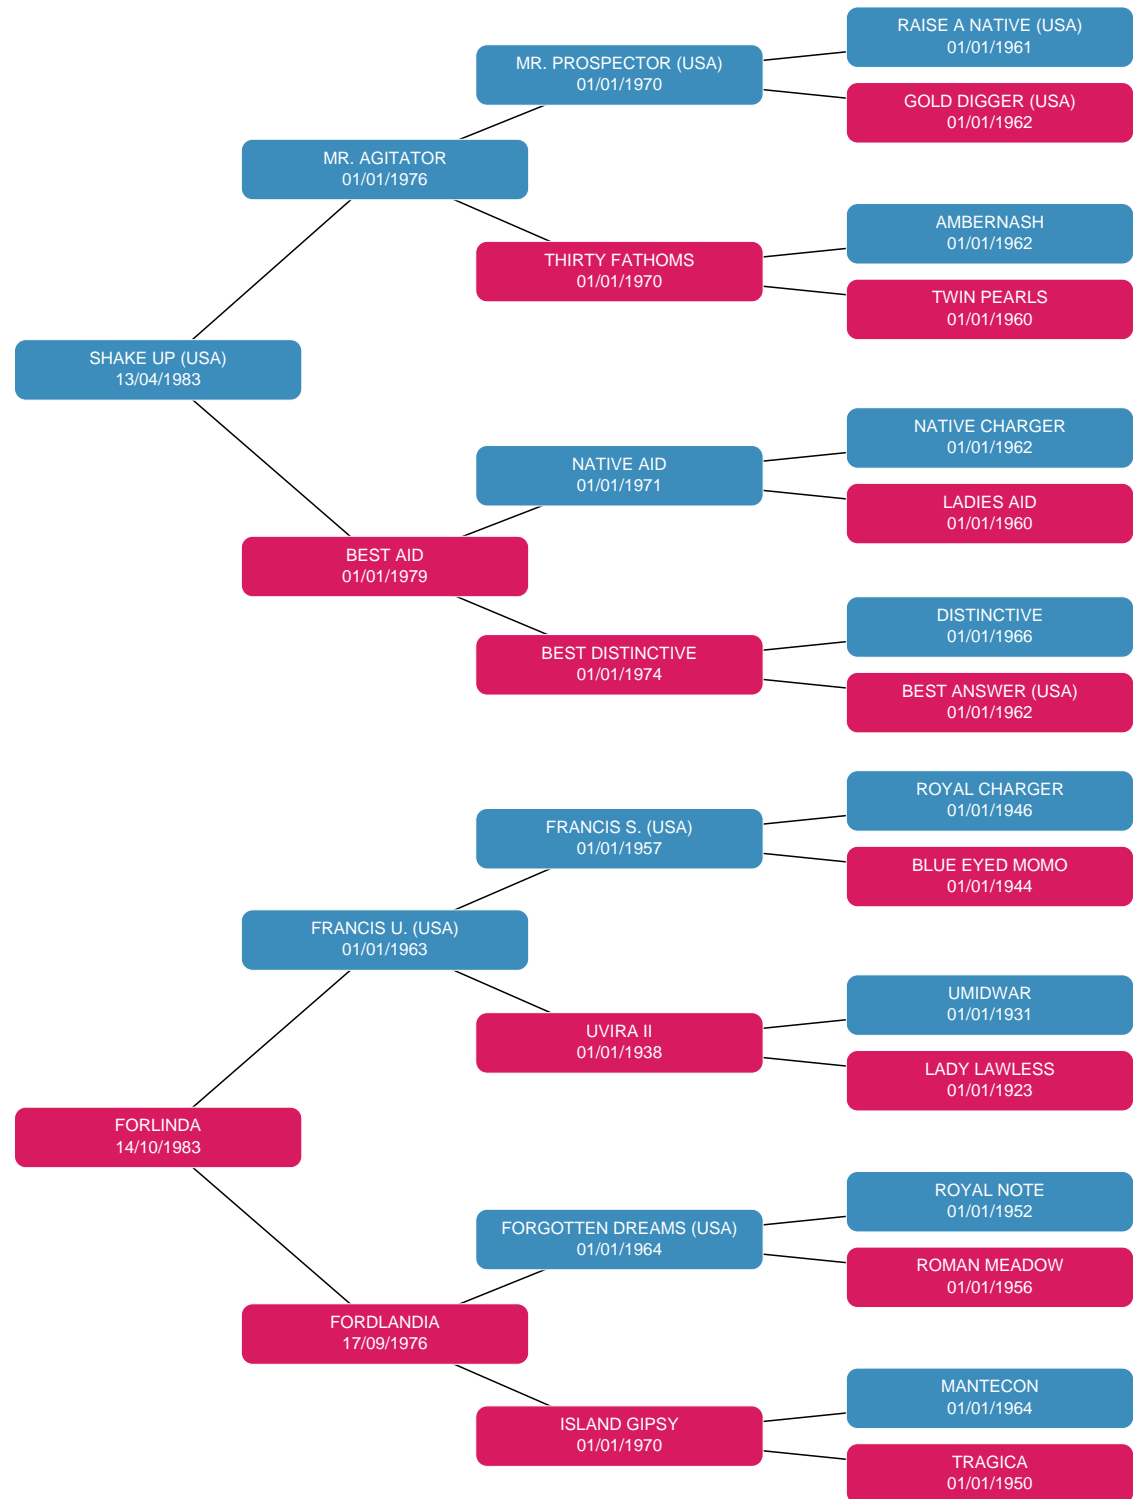 RAISE A NATIVE (USA)
01/01/1961
MR. PROSPECTOR (USA)
01/01/1970
GOLD DIGGER (USA)
01/01/1962
MR. AGITATOR
01/01/1976
AMBERNASH
01/01/1962
THIRTY FATHOMS
01/01/1970
TWIN PEARLS
01/01/1960
SHAKE UP (USA)
13/04/1983
NATIVE CHARGER
01/01/1962
NATIVE AID
01/01/1971
LADIES AID
01/01/1960
BEST AID
01/01/1979
DISTINCTIVE
01/01/1966
BEST DISTINCTIVE
01/01/1974
BEST ANSWER (USA)
01/01/1962
ROYAL CHARGER
01/01/1946
FRANCIS S. (USA)
01/01/1957
BLUE EYED MOMO
01/01/1944
FRANCIS U. (USA)
01/01/1963
UMIDWAR
01/01/1931
UVIRA II
01/01/1938
LADY LAWLESS
01/01/1923
FORLINDA
14/10/1983
ROYAL NOTE
01/01/1952
FORGOTTEN DREAMS (USA)
01/01/1964
ROMAN MEADOW
01/01/1956
FORDLANDIA
17/09/1976
MANTECON
01/01/1964
ISLAND GIPSY
01/01/1970
TRAGICA
01/01/1950